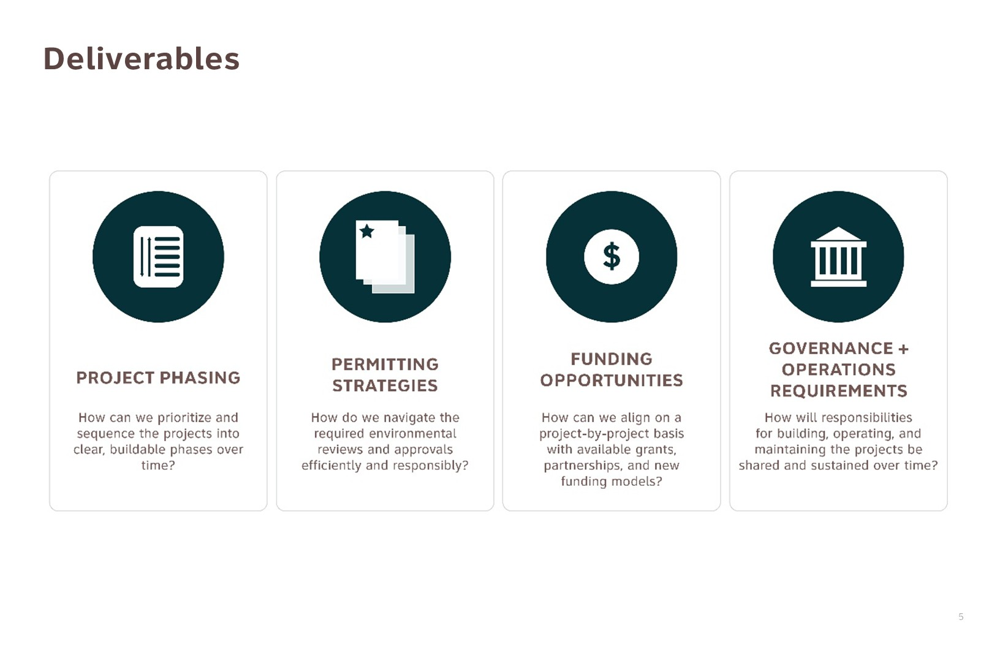 Deliverables
PROJECT PHASING
How can we prioritize and
sequence the projects into
clear, buildable phases over
time?
PERMITTING
STRATEGIES
How do we navigate the
required environmental
reviews and approvals
efficiently and responsibly?
$
FUNDING
OPPORTUNITIES
How can we align on a
project-by-project basis
with available grants,
partnerships, and new
funding models?
GOVERNANCE +
OPERATIONS
REQUIREMENTS
How will responsibilities
for building, operating, and
maintaining the projects be
shared and sustained over time?
5